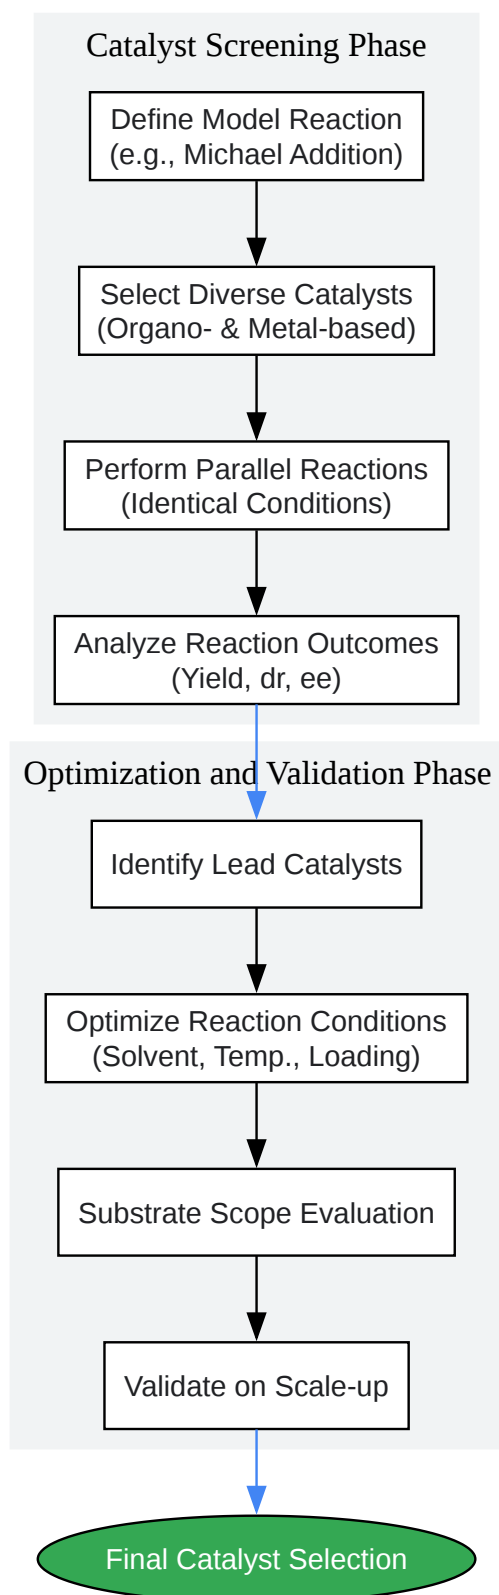 Catalyst Screening Phase
Define Model Reaction
(e.g., Michael Addition)
Select Diverse Catalysts
(Organo- & Metal-based)
Perform Parallel Reactions
(Identical Conditions)
Analyze Reaction Outcomes
(Yield, dr, ee)
Optimization and Validation Phase
Identify Lead Catalysts
Optimize Reaction Conditions
(Solvent, Temp., Loading)
Substrate Scope Evaluation
Validate on Scale-up
Final Catalyst Selection